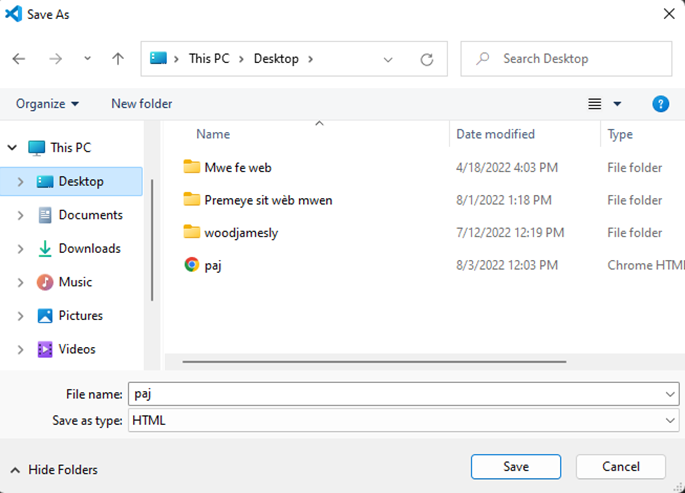 Save As
This PC > Desktop >
Search Desktop
Organize New folder
Name Date modified Type
This PC
Desktop
Documents
Downloads
Music
Pictures
Videos
Mwe fe web 4/18/2022 4:03 PM File folder
Premeye sit wèb mwen 8/1/2022 1:18 PM File folder
woodjamesly 7/12/2022 12:19 PM File folder
paj 8/3/2022 12:03 PM Chrome HTM
File name: paj
Save as type: HTML
Hide Folders Save Cancel